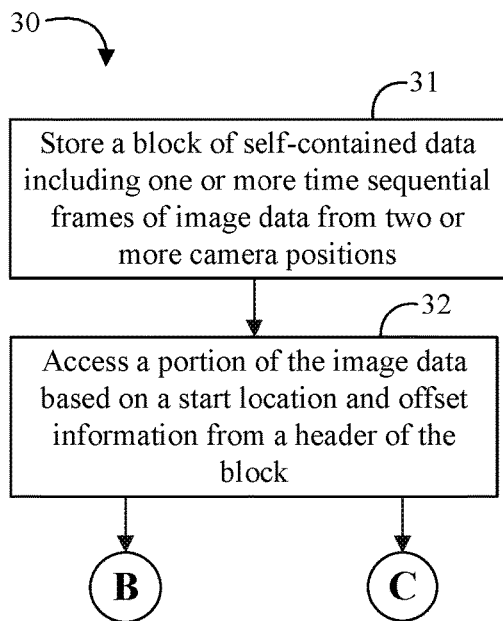 30
31
Store a block of self-contained data
including one or more time sequential
frames of image data from two or
more camera positions
32
Access a portion of the image data
based on a start location and offset
information from a header of the
block
B
C